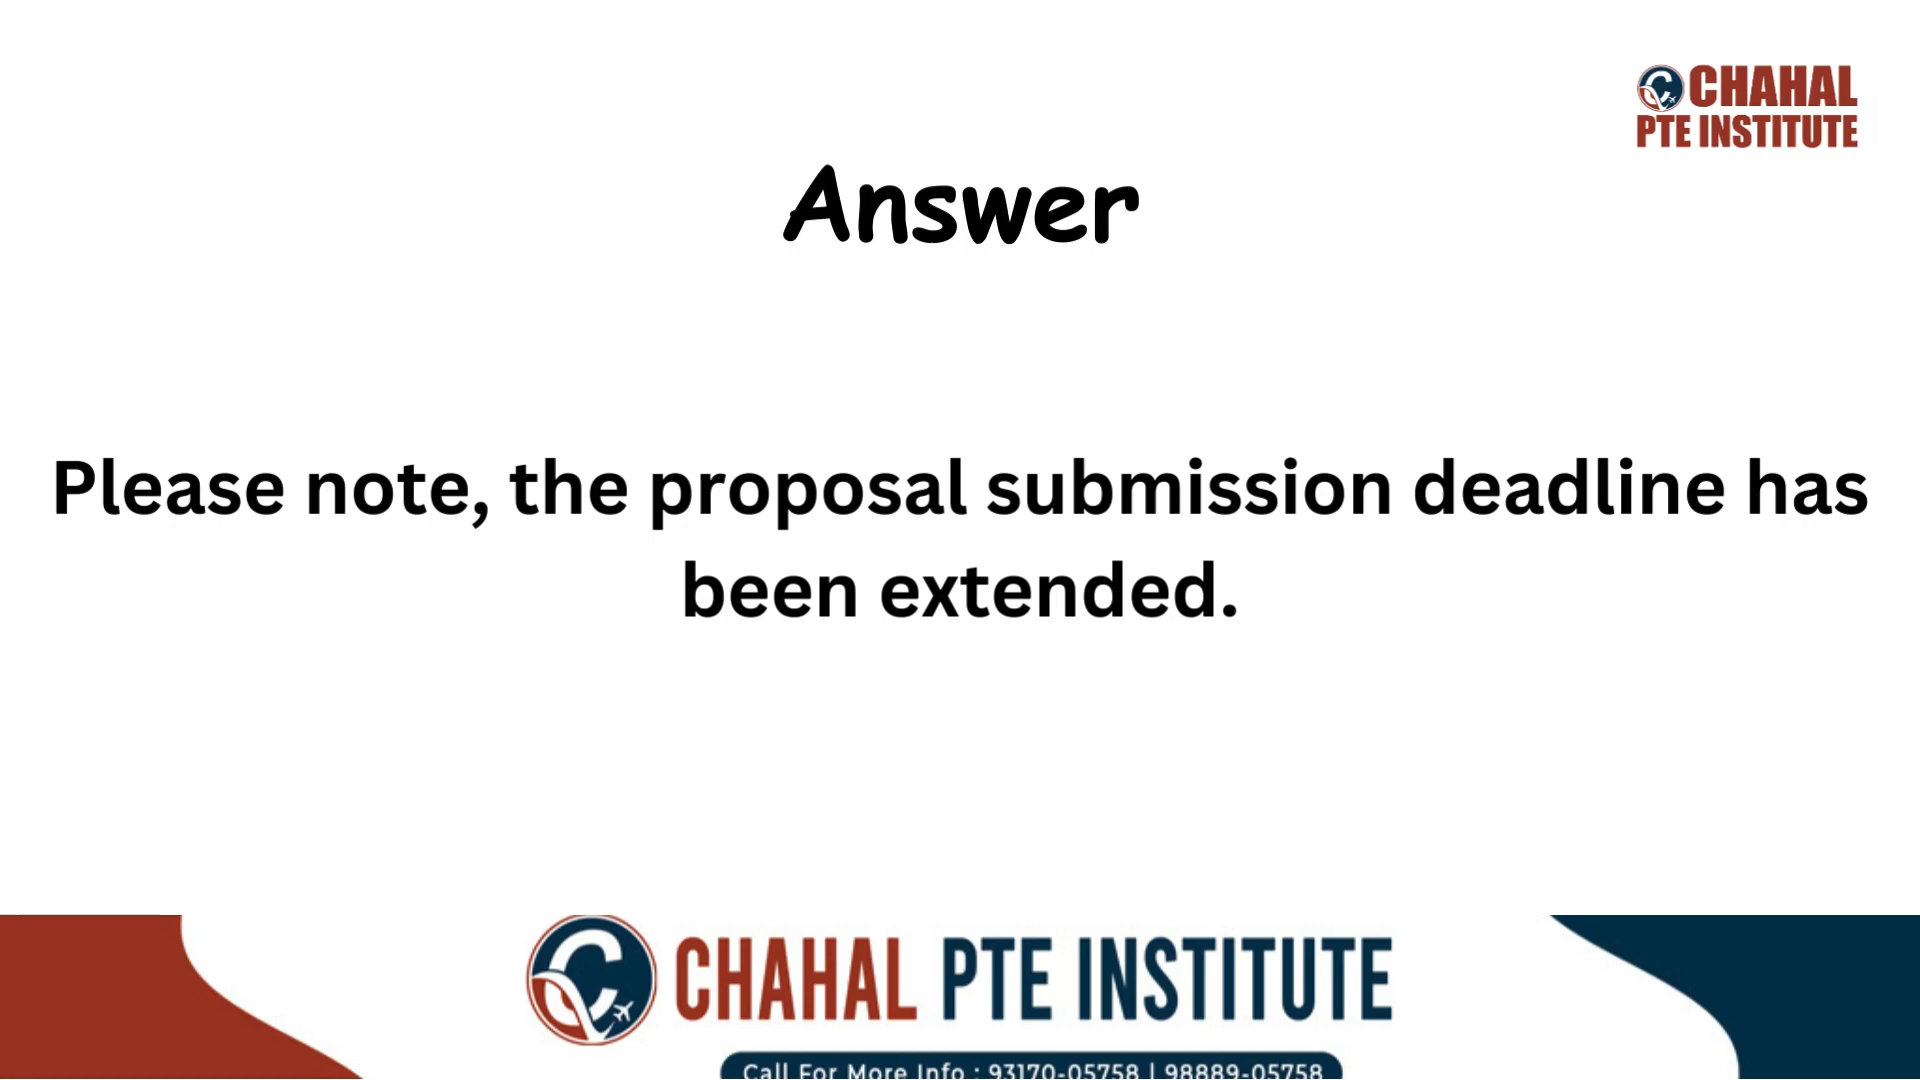 CHAHAL
PTE INSTITUTE
Answer
Please note, the proposal submission deadline has
been extended.
CHAHAL PTE INSTITUTE
Call For More Info : 93170-05758 | 98889-05758